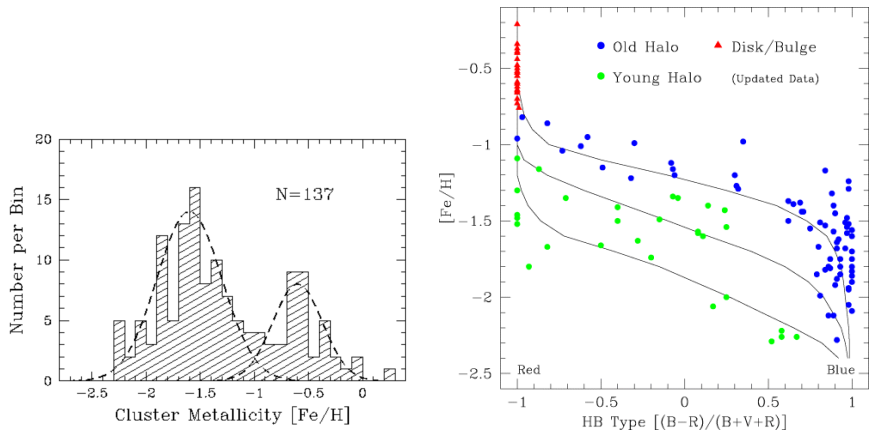 20
15
10
5
0
Number per Bin
N=137
-2.5 -2 -1.5 -1 -0.5 0
Cluster Metallicity [Fe/H]
Old Halo Disk/Bulge
Young Halo (Updated Data)
-0.5
-1
-1.5
-2
-2.5
[Fe/H]
Red Blue
-1 -0.5 0 0.5 1
HB Type [(B-R)/(B+V+R)]